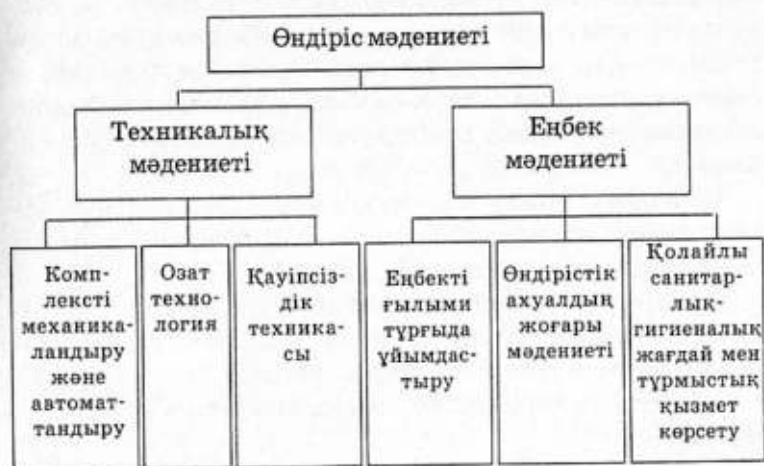 Өндіріс мәдениеті
Техникалық
мәдениеті
Еңбек
мәдениеті
Комп-
лексті
механика-
ландыру
және
автомат-
тандыру
Озат
техно-
логия
Қауіпсіз-
дік
техника-
сы
Еңбекті
ғылыми
тұрғыда
ұйымдас-
тыру
Өндірістік
ахуалдың
жоғары
мәдениеті
Қолайлы
санитар-
лық-
гигиеналық
жағдай мен
тұрмыстық
қызмет
көрсету